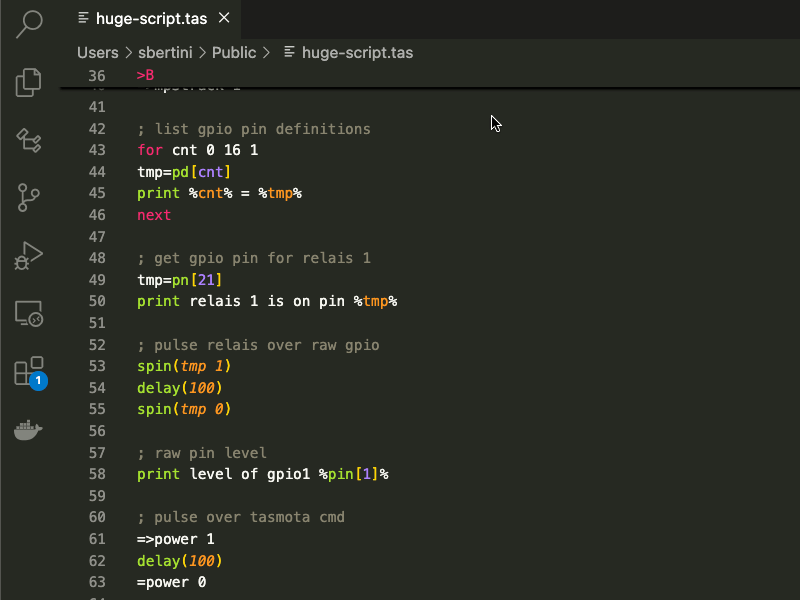 huge-script.tas
Users > sbertini > Public > huge-script.tas
36 >B
41
42 ; list gpio pin definitions
43 for cnt 0 16 1
44 tmp=pd[cnt]
45 print %cnt% = %tmp%
46 next
47
48 ; get gpio pin for relais 1
49 tmp=pn[21]
50 print relais 1 is on pin %tmp%
51
52 ; pulse relais over raw gpio
53 spin(tmp 1)
54 delay(100)
55 spin(tmp 0)
56
57 ; raw pin level
58 print level of gpio1 %pin[1]%
59
60 ; pulse over tasmota cmd
61 =>power 1
62 delay(100)
63 =power 0
1